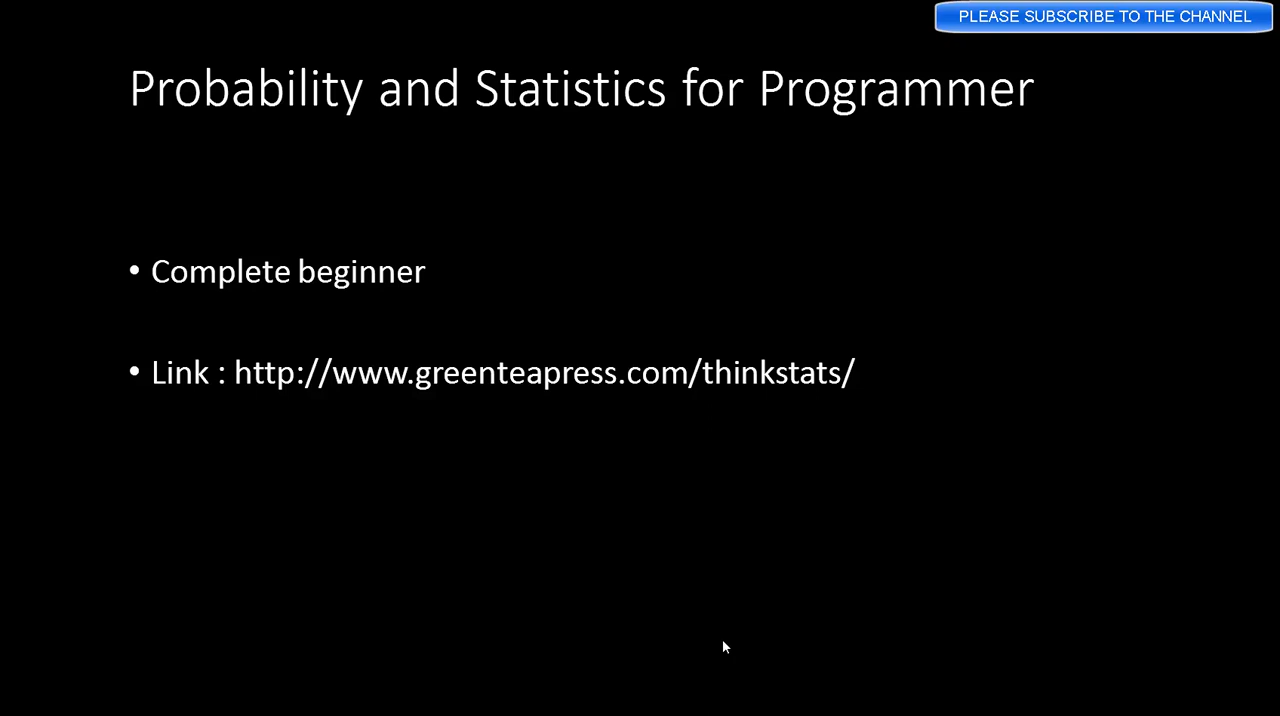 PLEASE SUBSCRIBE TO THE CHANNEL
Probability and Statistics for Programmer
• Complete beginner
• Link : http://www.greenteapress.com/thinkstats/